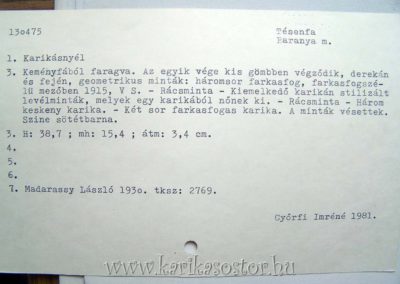 13o475
Tésenfa
Baranya m.
1. Karikásnyél
3. Keményfából faragva. Az egyik vége kis gömbben végződik, derekán
és fején, geometrikus minták: háromsor farkasfog, farkasfogszé-
lü mezőben 1915, V S. - Rácsminta - Kiemelkedő karikán stilizált
levélminták, melyek egy karikából nőnek ki. - Rácsminta - Három
keskeny karika. - Két sor farkasfogas karika. A minták vésettek.
Szine sötétbarna.
3. H: 38,7 ; mh: 15,4 ; átm: 3,4 cm.
4.
5.
6.
7. Madarassy László 193o. tksz: 2769.
Győrfi Imréné 1981.
www.karikasostor.hu